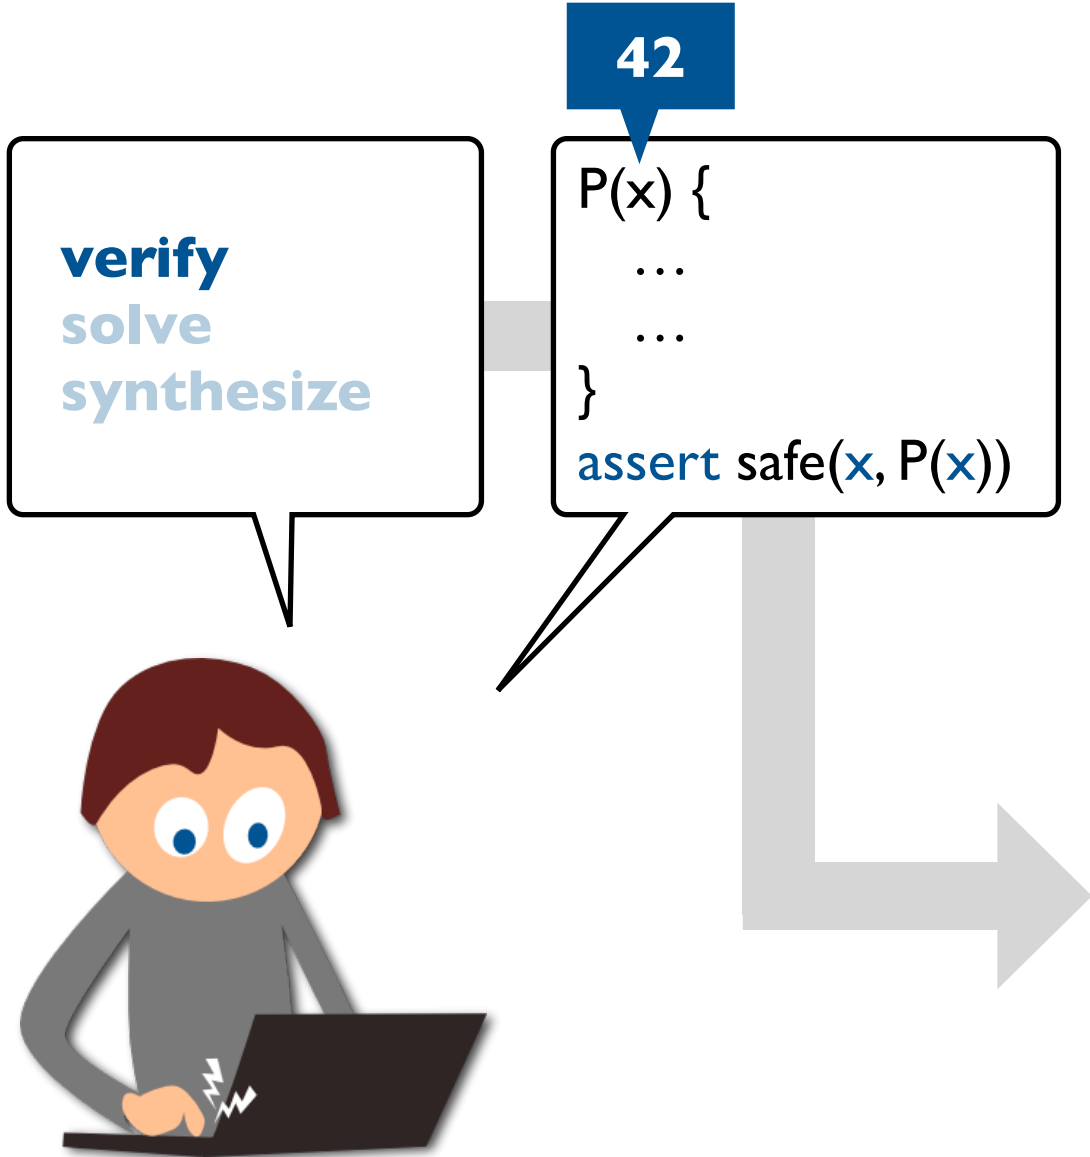 42
verify
solve
synthesize
P(x) {
…
…
}
assert safe(x, P(x))